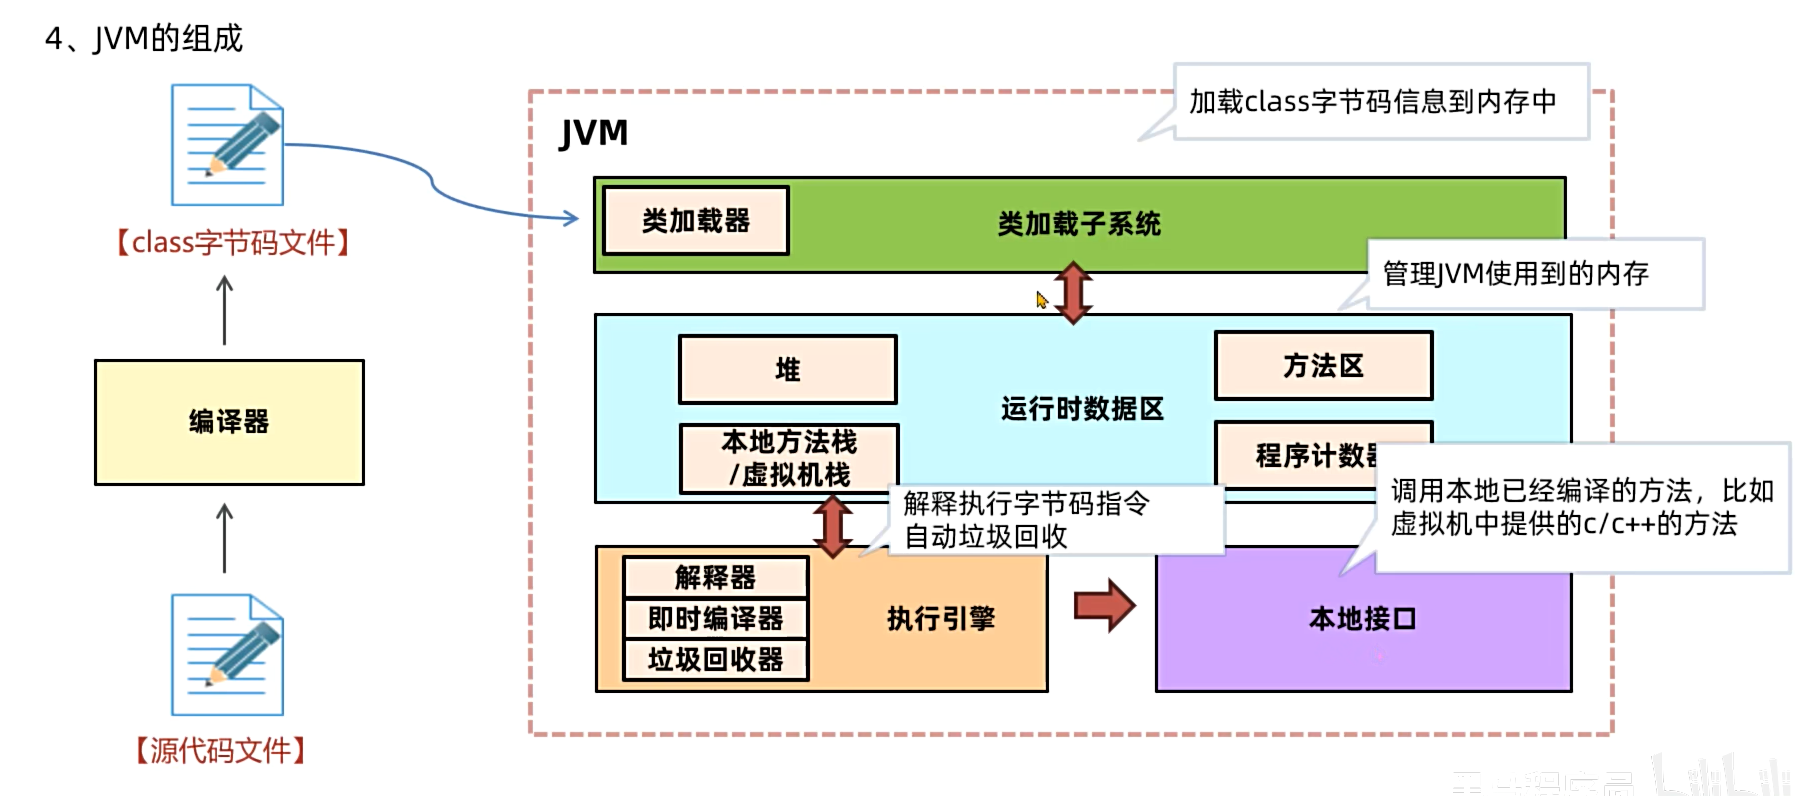 4、JVM的组成
加载class字节码信息到内存中
JVM
类加载器
类加载子系统
【class字节码文件】
管理JVM使用到的内存
堆
方法区
编译器
运行时数据区
本地方法栈
/虚拟机栈
程序计数
调用本地已经编译的方法，比如
虚拟机中提供的c/c++的方法
解释执行字节码指令
自动垃圾回收
解释器
即时编译器
垃圾回收器
执行引擎
本地接口
【源代码文件】